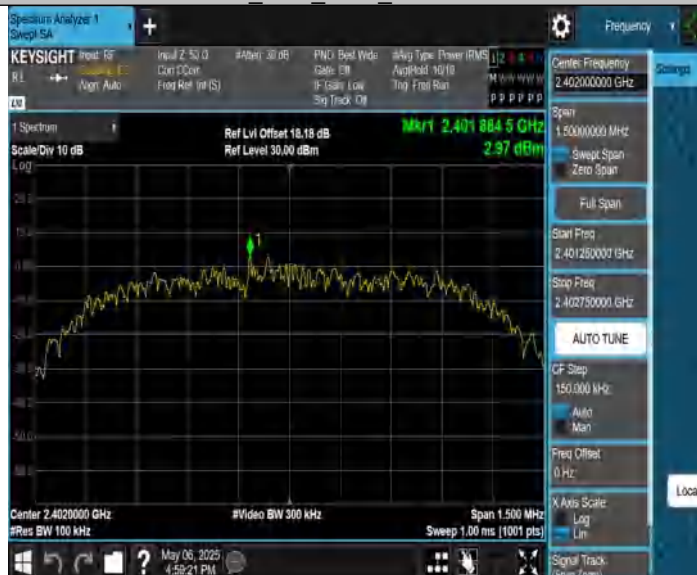 Spectrum Analyzer 1
Swept SA
Frequency
KEYSIGHT
Input: RF
Align: Auto
Input Z: 50 Ω
Corr CCorr
Freq Ref: Int (S)
#Atten: 30 dB
PNO: Best Wide
Gate: Off
IF Gain: Low
Sig Track: Off
#Avg Type: Power (RMS)
Avg|Hold: 10/10
Trig: Free Run
P P P P P P
LXI
1 Spectrum
Scale/Div 10 dB
Log
Ref Lvl Offset 18.18 dB
Ref Level 30.00 dBm
Mkr1 2.401 884 5 GHz
2.97 dBm
1
Center 2.4020000 GHz
#Res BW 100 kHz
#Video BW 300 kHz
Span 1.500 MHz
Sweep 1.00 ms (1001 pts)
Center Frequency
2.402000000 GHz
Settings
Span
1.50000000 MHz
Swept Span
Zero Span
Full Span
Start Freq
2.401250000 GHz
Stop Freq
2.402750000 GHz
AUTO TUNE
CF Step
150.000 kHz
Auto
Man
Freq Offset
0 Hz
X Axis Scale
Log
Lin
Signal Track
Loca
?
May 06, 2025
4:59:21 PM